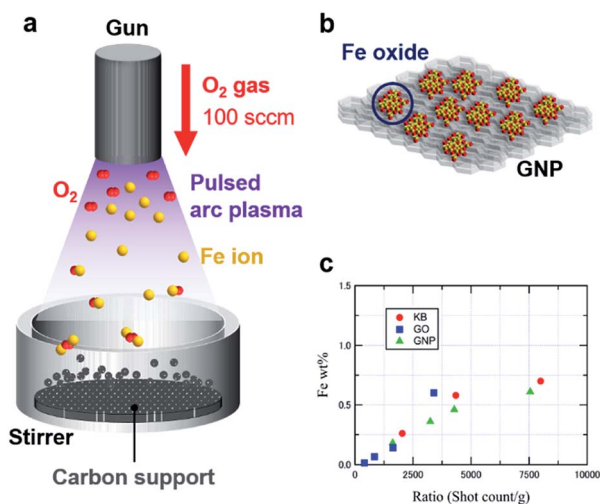 a
Gun
O₂ gas
100 sccm
O₂
Pulsed
arc plasma
Fe ion
Stirrer
Carbon support
b
Fe oxide
GNP
c
1.5
1.0
0.5
0.0
Fe wt%
KB
GO
GNP
0
2500
5000
7500
10000
Ratio (Shot count/g)